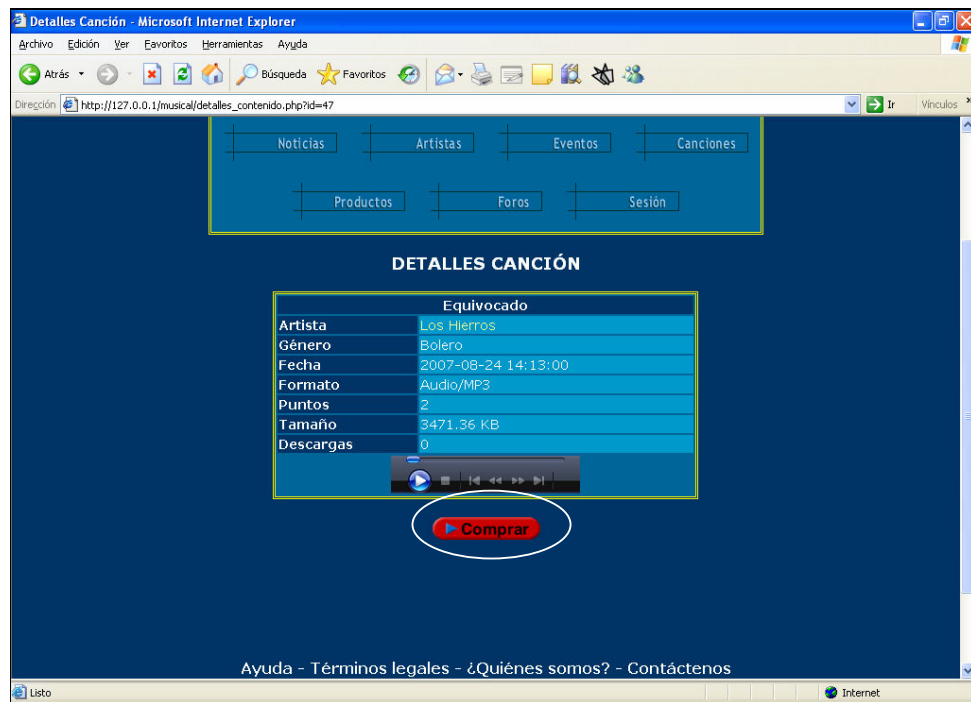 Detalles Canción - Microsoft Internet Explorer
Archivo Edición Ver Favoritos Herramientas Ayuda
Atrás Búsqueda Favoritos
Dirección http://127.0.0.1/musical/detalles_contenido.php?id=47 Ir Vínculos »
Noticias Artistas Eventos Canciones
Productos Foros Sesión
DETALLES CANCIÓN
Equivocado
Artista Los Hierros
Género Bolero
Fecha 2007-08-24 14:13:00
Formato Audio/MP3
Puntos 2
Tamaño 3471.36 KB
Descargas 0
Comprar
Ayuda - Términos legales - ¿Quiénes somos? - Contáctenos
Listo Internet